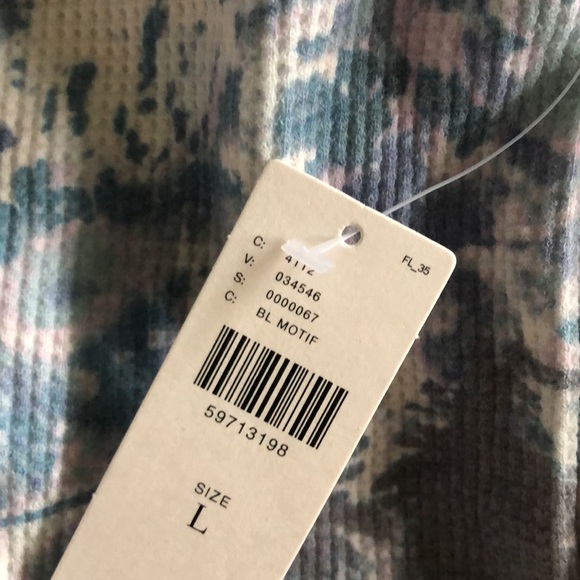 FL_35
C: 4112
V: 034546
S: 0000067
C: BL MOTIF
59713198
SIZE
L